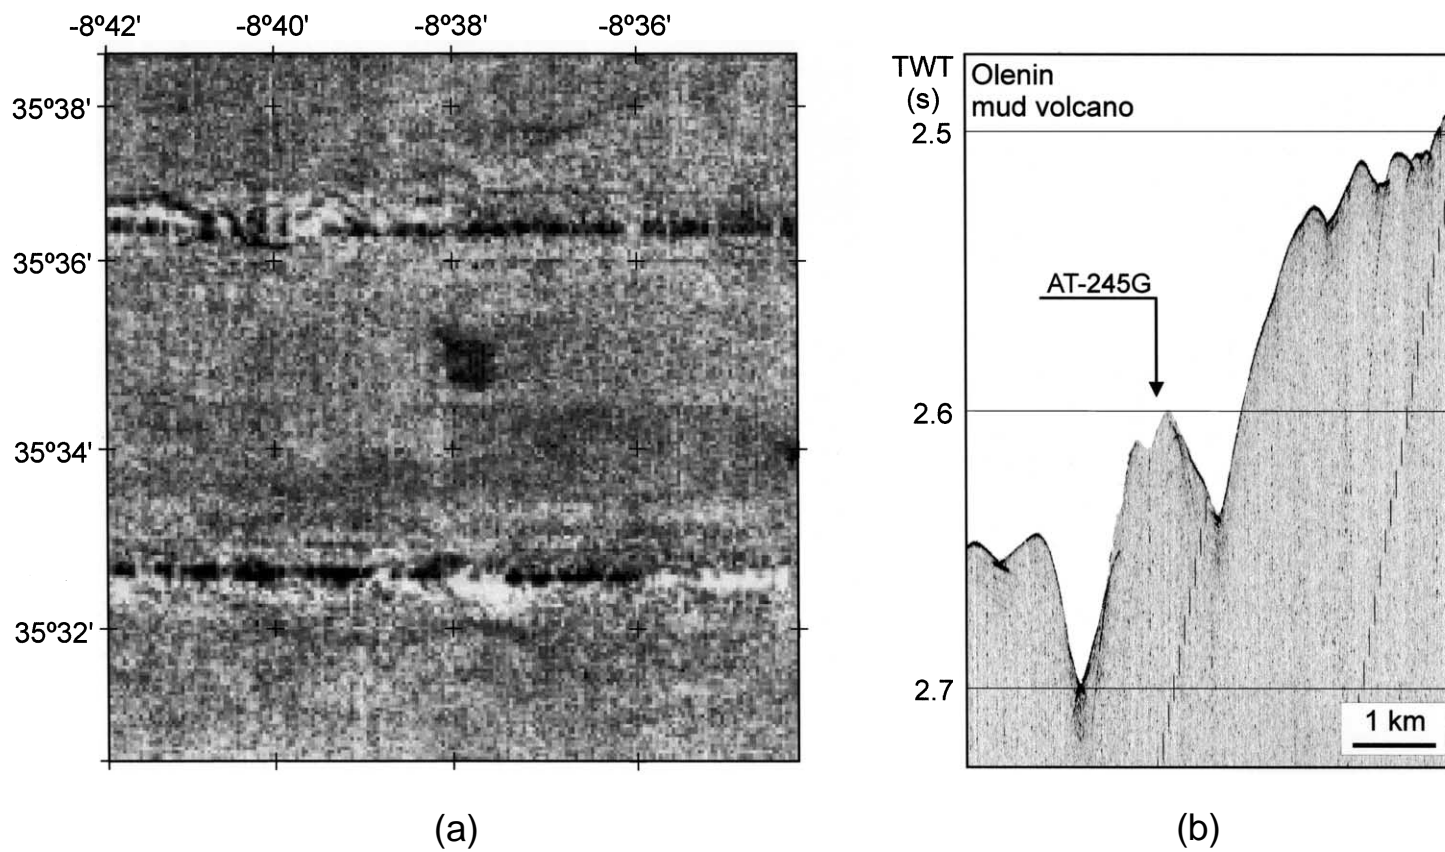 -8º42'
-8º40'
-8º38'
-8º36'
35º38'
35º36'
35º34'
35º32'
(a)
TWT
(s)
2.5
2.6
2.7
Olenin
mud volcano
AT-245G
1 km
(b)